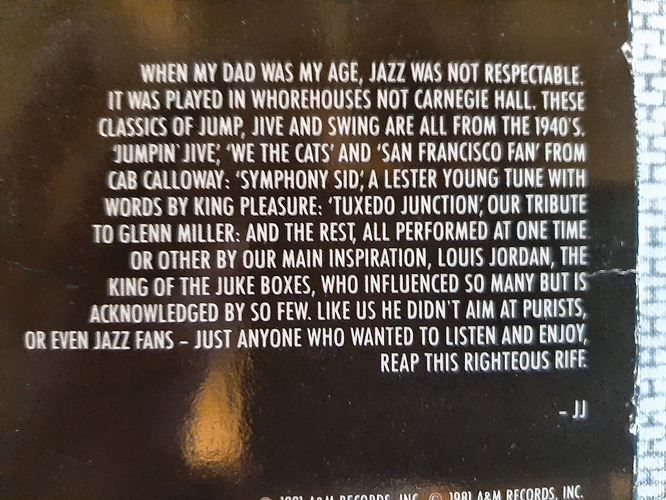 WHEN MY DAD WAS MY AGE, JAZZ WAS NOT RESPECTABLE.
IT WAS PLAYED IN WHOREHOUSES NOT CARNEGIE HALL. THESE
CLASSICS OF JUMP, JIVE AND SWING ARE ALL FROM THE 1940'S.
'JUMPIN' JIVE', 'WE THE CATS' AND 'SAN FRANCISCO FAN' FROM
CAB CALLOWAY: 'SYMPHONY SID', A LESTER YOUNG TUNE WITH
WORDS BY KING PLEASURE: 'TUXEDO JUNCTION', OUR TRIBUTE
TO GLENN MILLER: AND THE REST, ALL PERFORMED AT ONE TIME
OR OTHER BY OUR MAIN INSPIRATION, LOUIS JORDAN, THE
KING OF THE JUKE BOXES, WHO INFLUENCED SO MANY BUT IS
ACKNOWLEDGED BY SO FEW. LIKE US HE DIDN'T AIM AT PURISTS,
OR EVEN JAZZ FANS – JUST ANYONE WHO WANTED TO LISTEN AND ENJOY,
REAP THIS RIGHTEOUS RIFF.
– JJ
1981 A&M RECORDS, INC. © 1981 A&M RECORDS, INC.